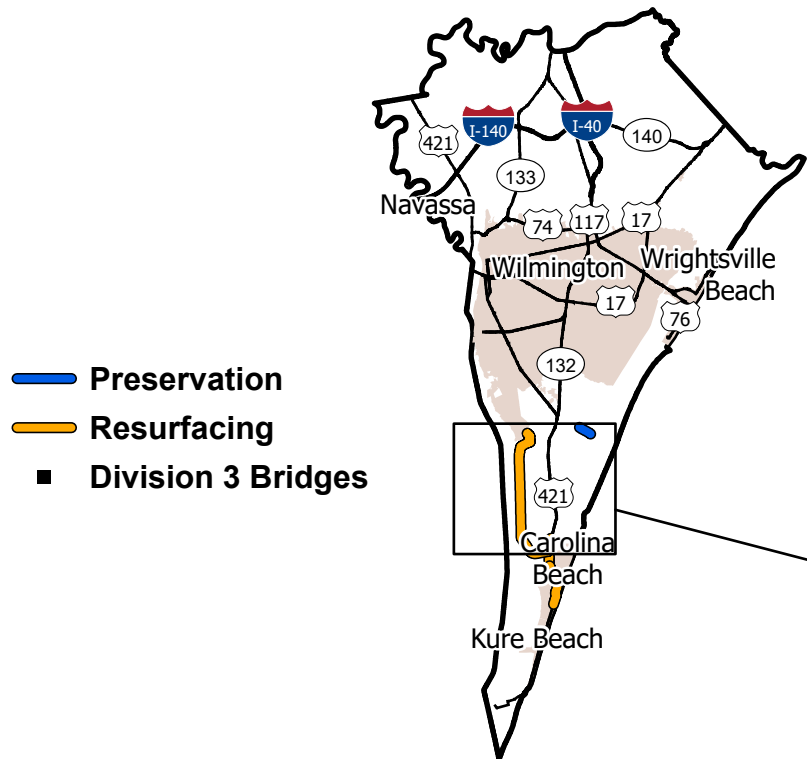 I-140
I-40
421
140
133
Navassa
74
117
17
Wilmington
Wrightsville
Beach
17
76
132
Preservation
Resurfacing
Division 3 Bridges
421
Carolina
Beach
Kure Beach